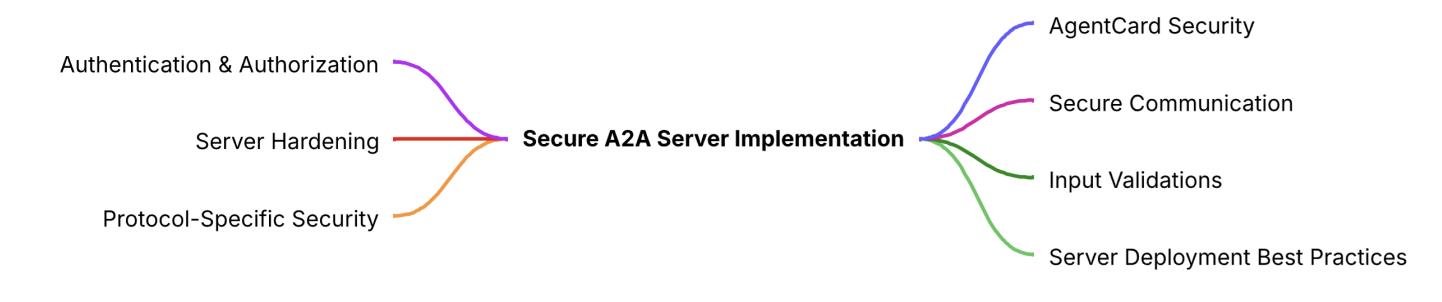 Authentication & Authorization
Server Hardening
Protocol-Specific Security
Secure A2A Server Implementation
AgentCard Security
Secure Communication
Input Validations
Server Deployment Best Practices